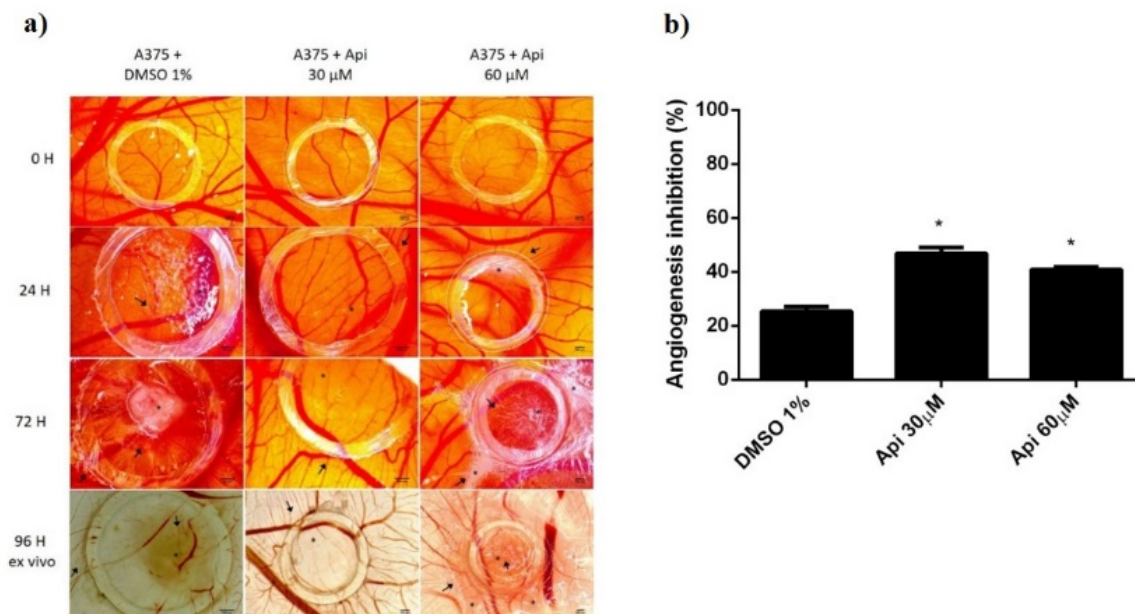 a)
A375 +
DMSO 1%
A375 + Api
30 µM
A375 + Api
60 µM
0 H
24 H
72 H
96 H
ex vivo
b)
Angiogenesis inhibition (%)
100
80
60
40
20
0
*
*
DMSO 1%
Api 30µM
Api 60µM